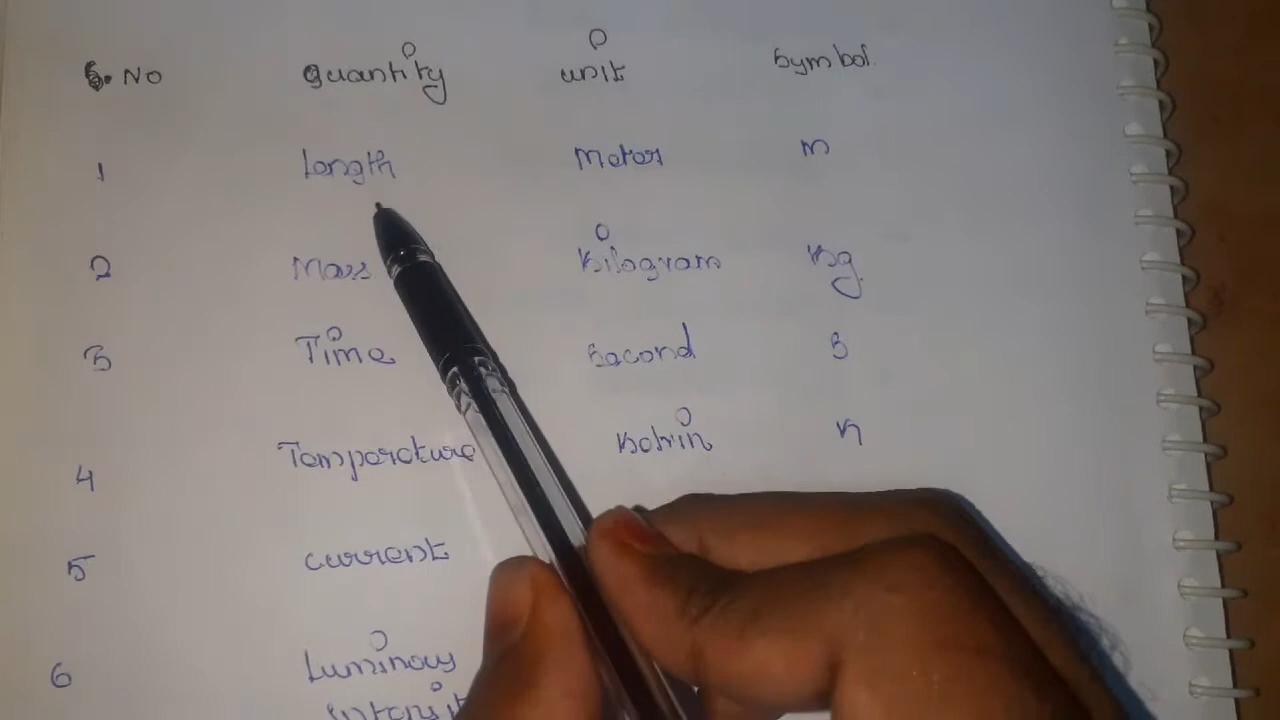 S. No quantity unit symbol.
1 Length Meter m
2 Mass Kilogram Kg.
3 Time second s
4 Temperature Kelvin K
5 current
6 Luminous